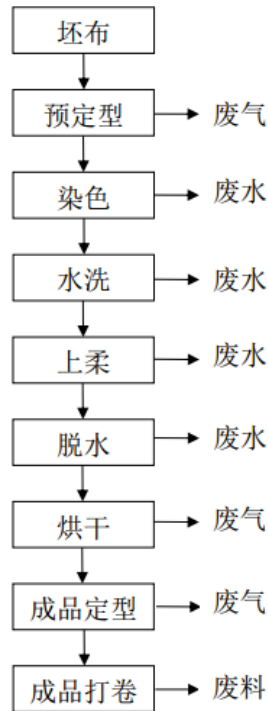 坯布
预定型 废气
染色 废水
水洗 废水
上柔 废水
脱水 废水
烘干 废气
成品定型 废气
成品打卷 废料